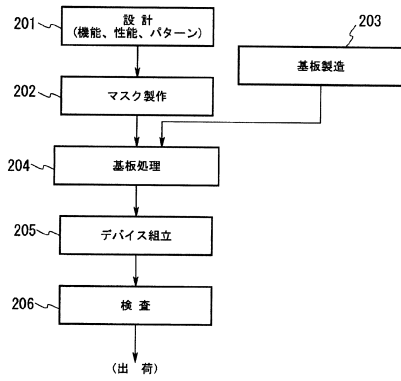 201
設 計
(機能、性能、パターン)
203
基板製造
202
マスク製作
204
基板処理
205
デバイス組立
206
検 査
(出 荷)